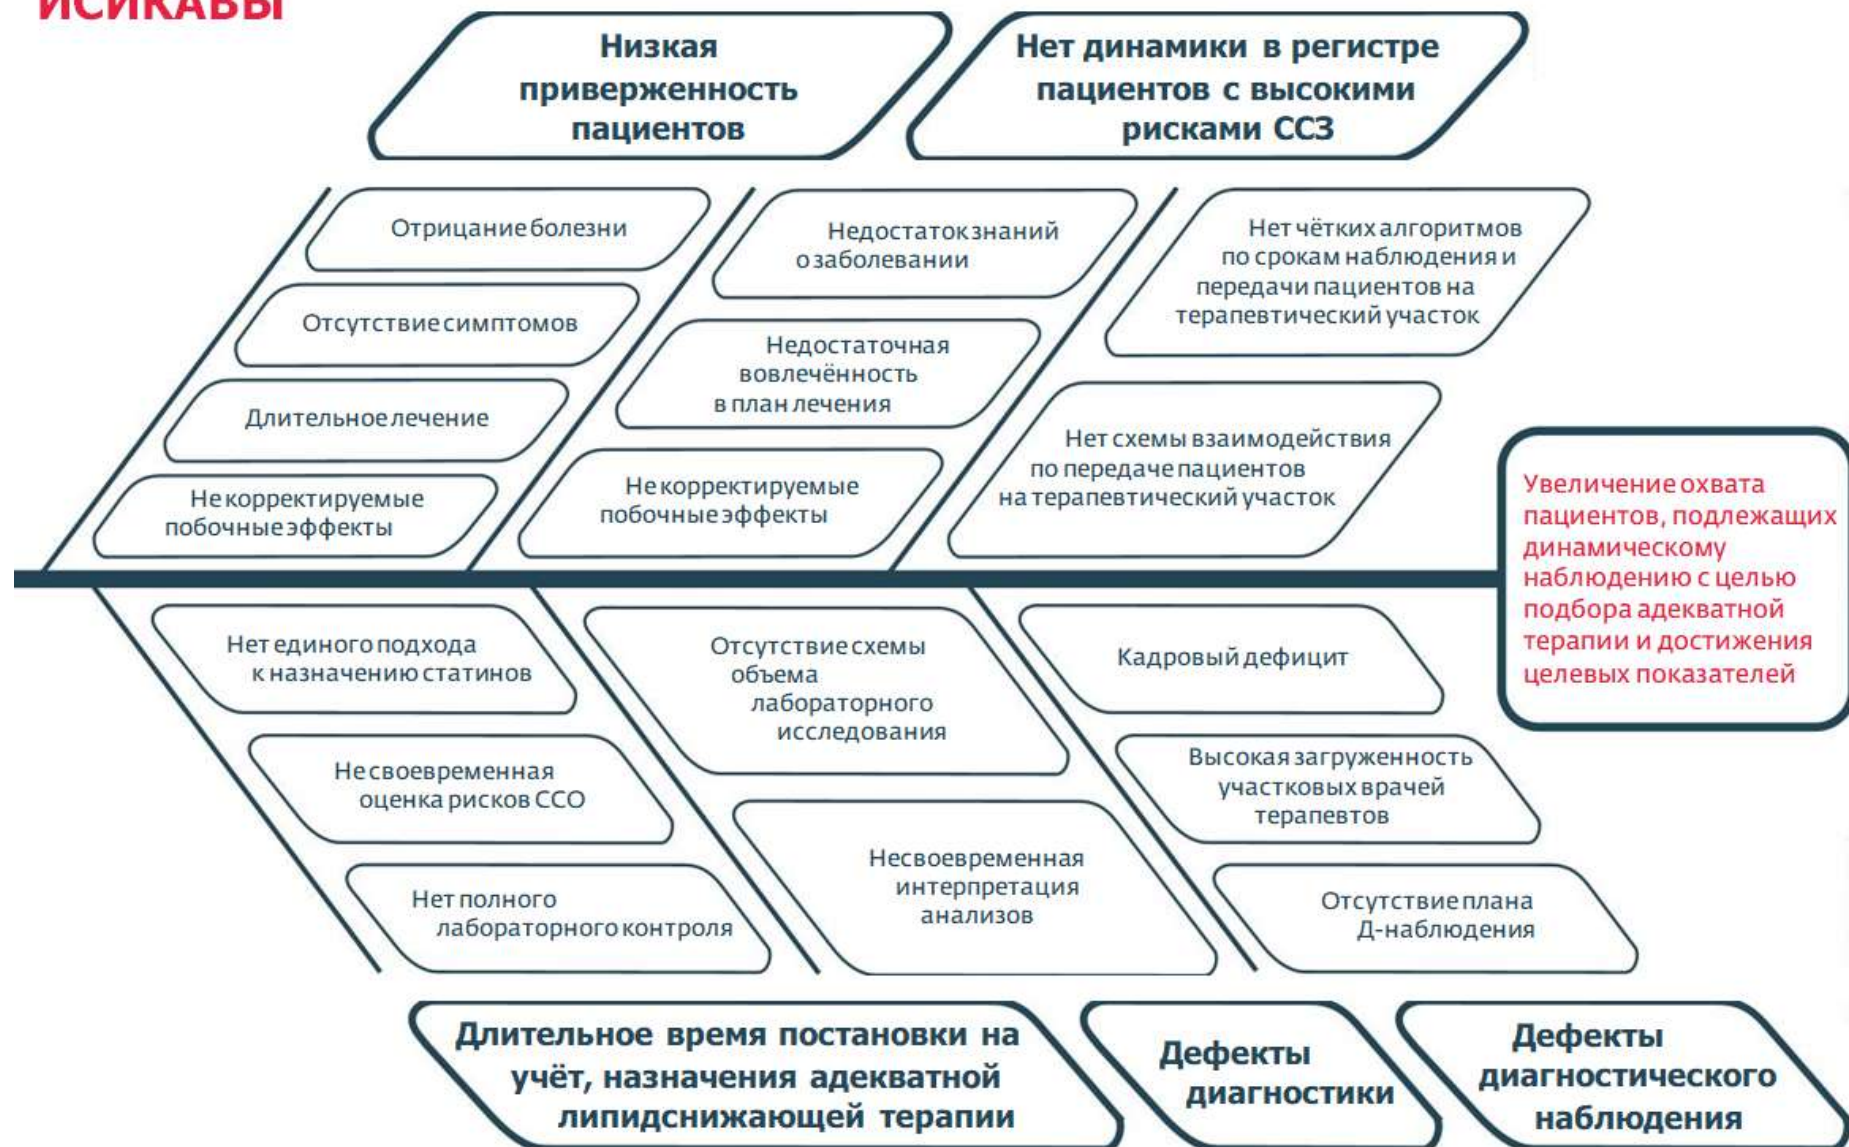 ИСИКАВЫ
Низкая
приверженность
пациентов
Нет динамики в регистре
пациентов с высокими
рисками ССЗ
Отрицание болезни
Отсутствие симптомов
Длительное лечение
Не корректируемые
побочные эффекты
Недостаток знаний
о заболевании
Недостаточная
вовлечённость
в план лечения
Не корректируемые
побочные эффекты
Нет чётких алгоритмов
по срокам наблюдения и
передачи пациентов на
терапевтический участок
Нет схемы взаимодействия
по передаче пациентов
на терапевтический участок
Увеличение охвата
пациентов, подлежащих
динамическому
наблюдению с целью
подбора адекватной
терапии и достижения
целевых показателей
Нет единого подхода
к назначению статинов
Не своевременная
оценка рисков ССО
Нет полного
лабораторного контроля
Отсутствие схемы
объема
лабораторного
исследования
Несвоевременная
интерпретация
анализов
Кадровый дефицит
Высокая загруженность
участковых врачей
терапевтов
Отсутствие плана
Д-наблюдения
Длительное время постановки на
учёт, назначения адекватной
липидснижающей терапии
Дефекты
диагностики
Дефекты
диагностического
наблюдения